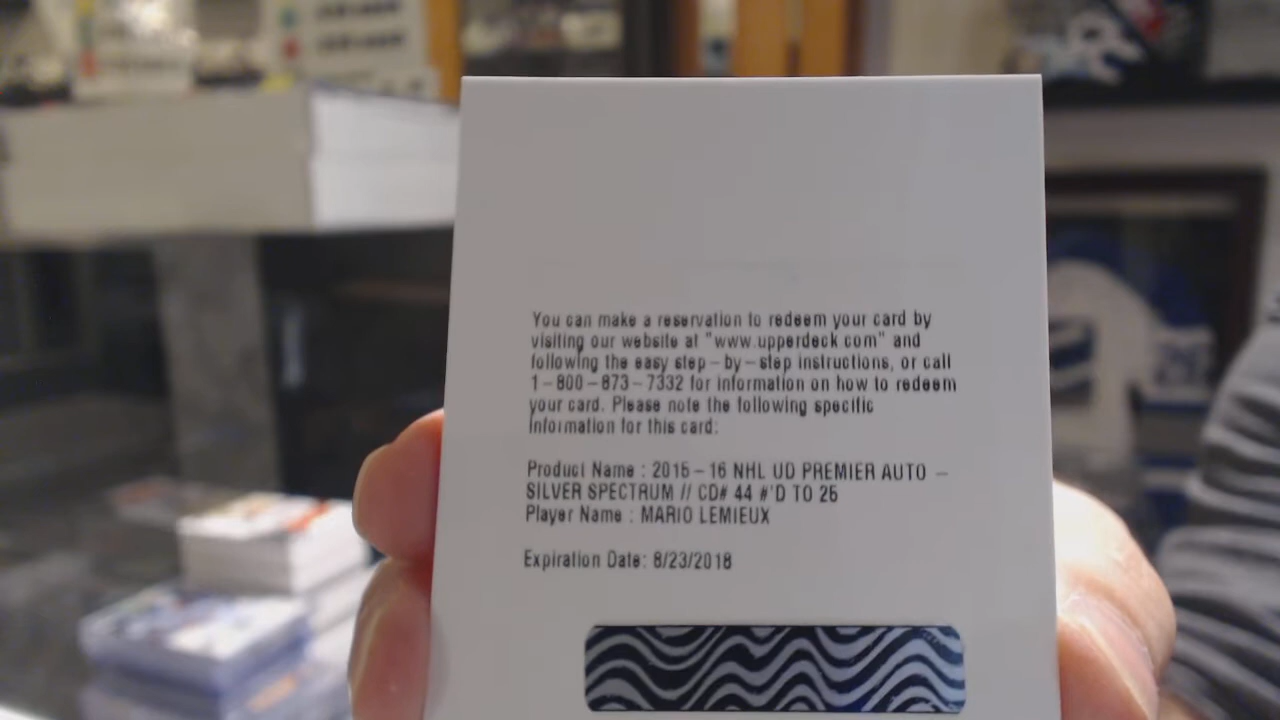 You can make a reservation to redeem your card by
visiting our website at "www.upperdeck.com" and
following the easy step – by – step instructions, or call
1 – 800 – 873 – 7332 for information on how to redeem
your card. Please note the following specific
information for this card:
Product Name : 2015 – 16 NHL UD PREMIER AUTO –
SILVER SPECTRUM // CD# 44 #'D TO 25
Player Name : MARIO LEMIEUX
Expiration Date: 8/23/2018